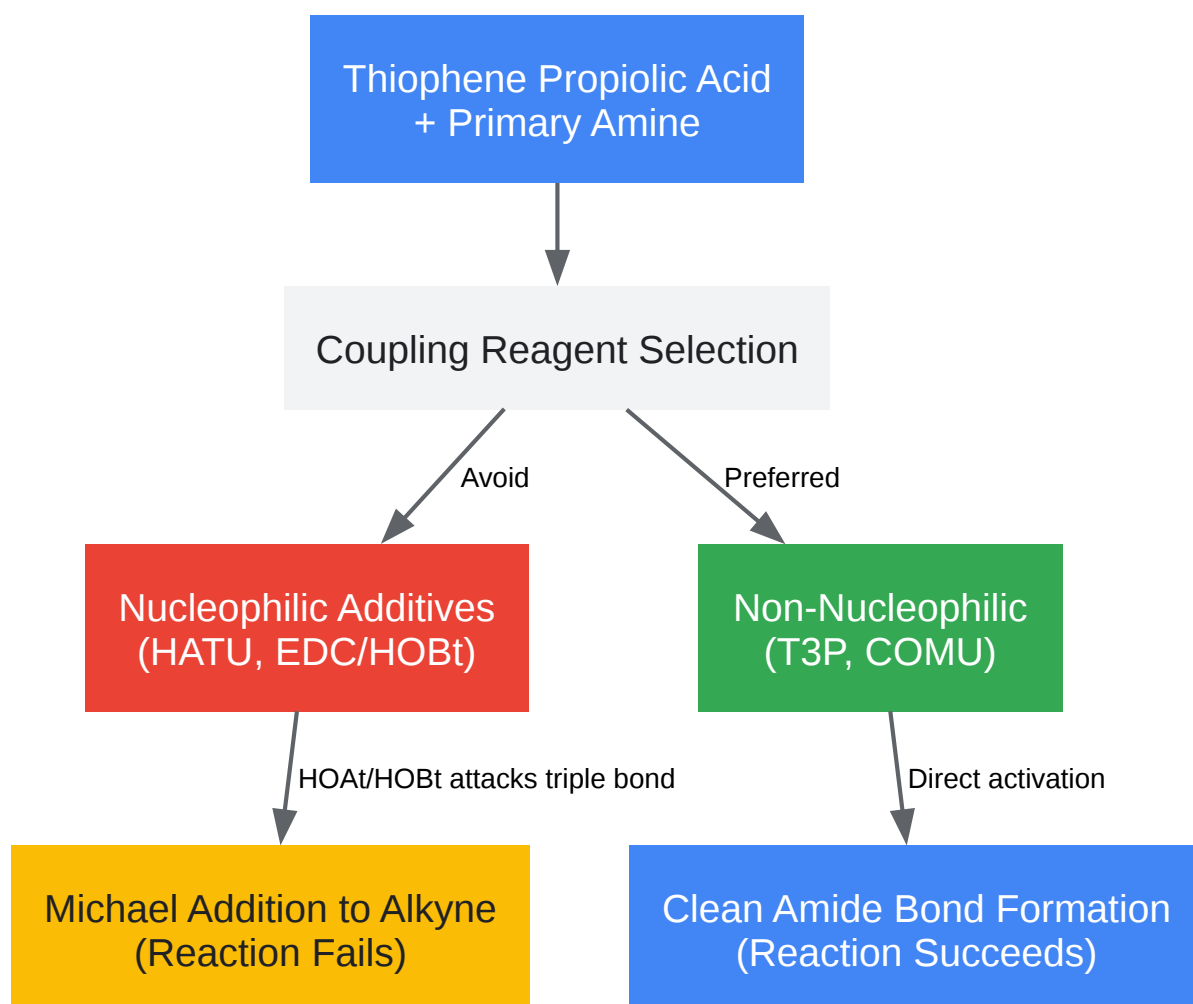 Thiophene Propiolic Acid
+ Primary Amine
Coupling Reagent Selection
Avoid
Preferred
Nucleophilic Additives
(HATU, EDC/HOBt)
Non-Nucleophilic
(T3P, COMU)
HOAt/HOBt attacks triple bond
Direct activation
Michael Addition to Alkyne
(Reaction Fails)
Clean Amide Bond Formation
(Reaction Succeeds)